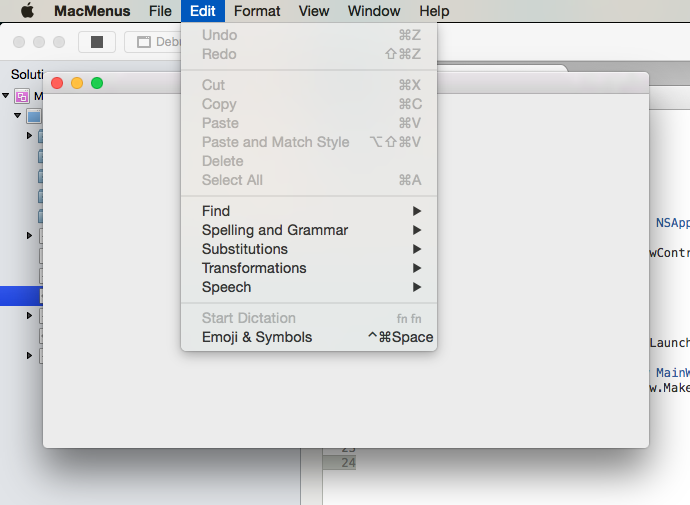 MacMenus File Edit Format View Window Help
Debu
Undo ⌘Z
Redo ⇧⌘Z
Solutio
Cut ⌘X
M
Copy ⌘C
Paste ⌘V
Paste and Match Style ⌥⇧⌘V
Delete
Select All ⌘A
Find
NSApp
Spelling and Grammar
Substitutions
wContr
Transformations
Speech
Start Dictation fn fn
Emoji & Symbols ^⌘Space
Launch
MainW
w.Make
23
24